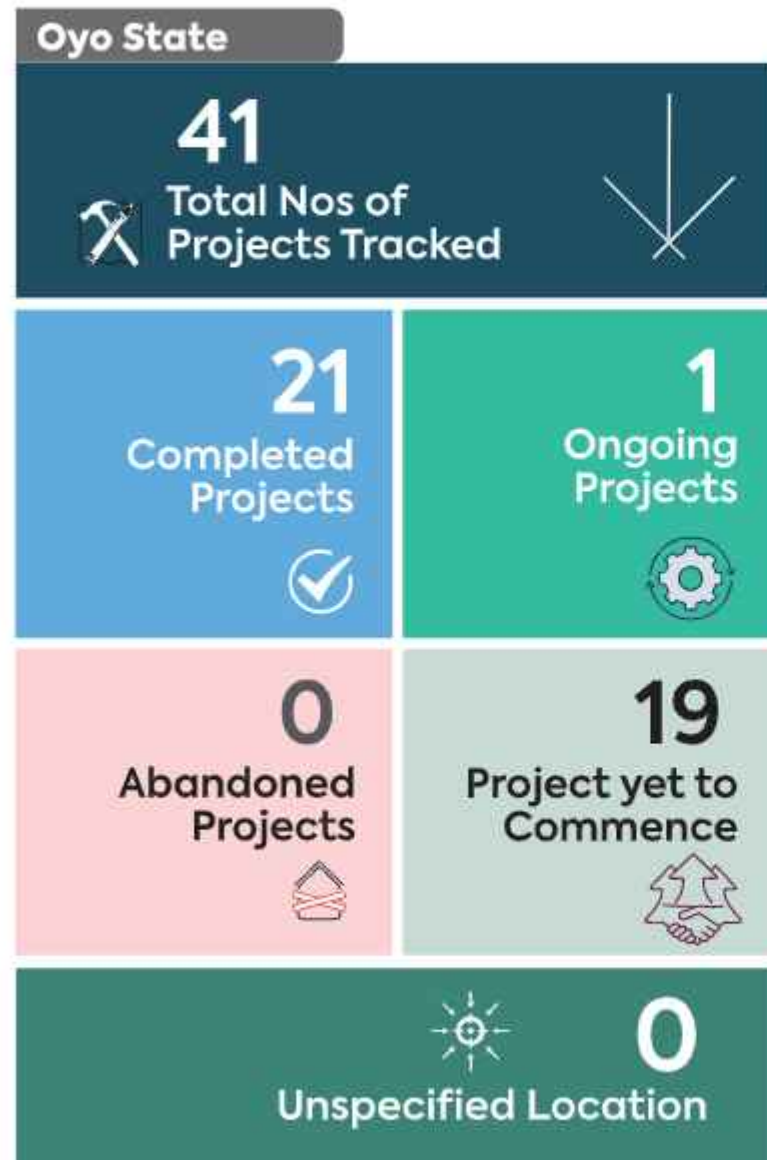 Oyo State
41
Total Nos of
Projects Tracked
21
Completed
Projects
1
Ongoing
Projects
0
Abandoned
Projects
19
Project yet to
Commence
0
Unspecified Location